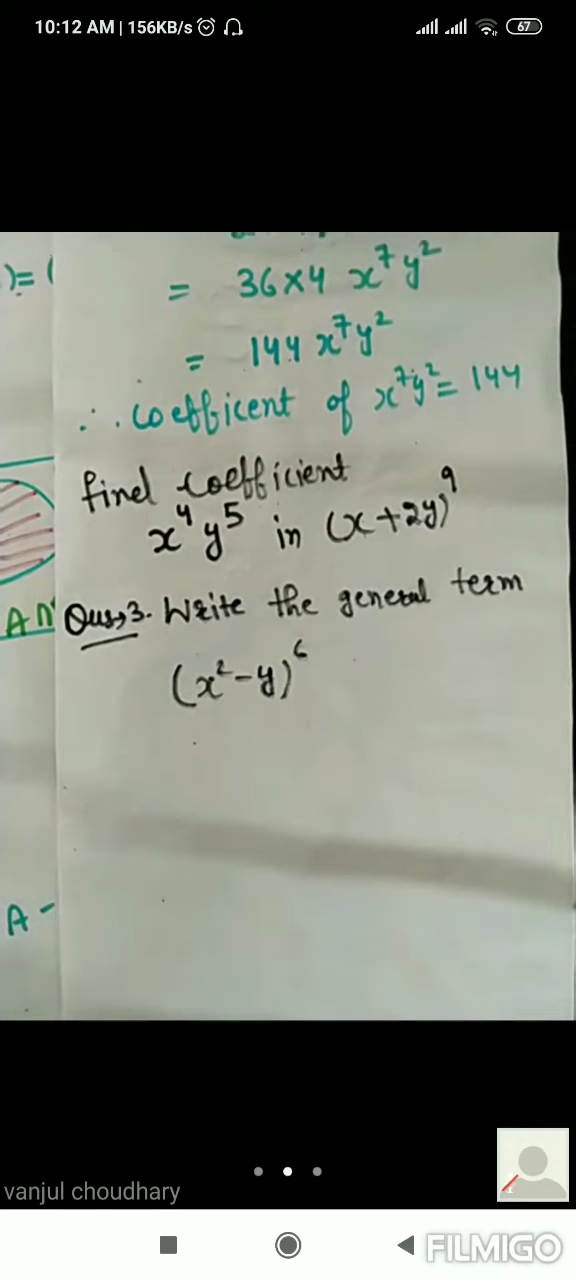 10:12 AM | 156KB/s
67
)= (
= 36×4 x⁷y²
= 144 x⁷y²
∴ coefficent of x⁷y² = 144
find coefficient
x⁴y⁵ in (x+2y)⁹
An
Ques→3. Write the general term
(x²-y)⁶
A -
vanjul choudhary
FILMIGO